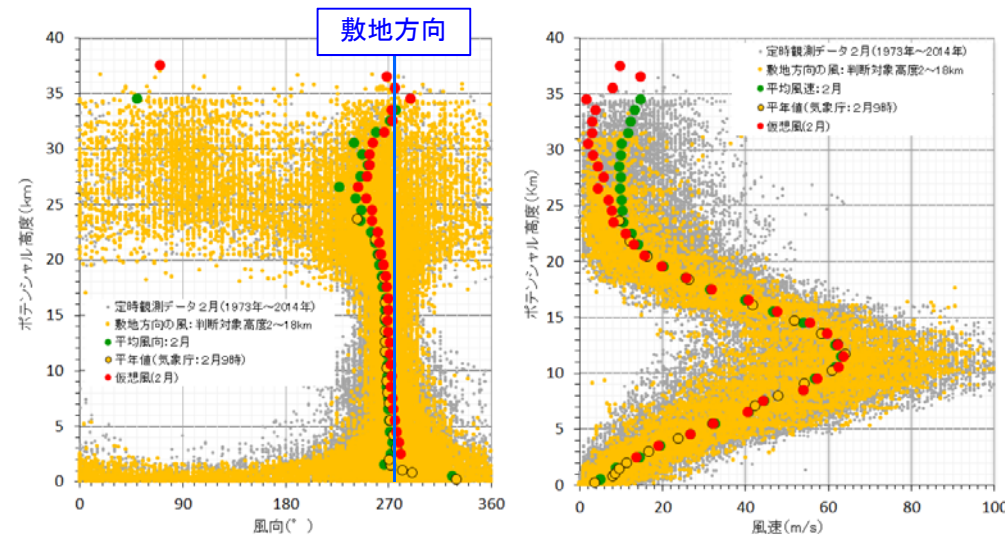 敷地方向
40
35
30
25
20
15
10
5
0
ポテンシャル高度(km)
定時観測データ2月(1973年～2014年)
敷地方向の風:判断対象高度2～18km
平均風向:2月
平年値(気象庁:2月9時)
仮想風(2月)
0 90 180 270 360
風向(°)
40
35
30
25
20
15
10
5
0
ポテンシャル高度(Km)
定時観測データ2月(1973年～2014年)
敷地方向の風:判断対象高度2～18km
平均風速:2月
平年値(気象庁:2月9時)
仮想風(2月)
0 20 40 60 80 100
風速(m/s)